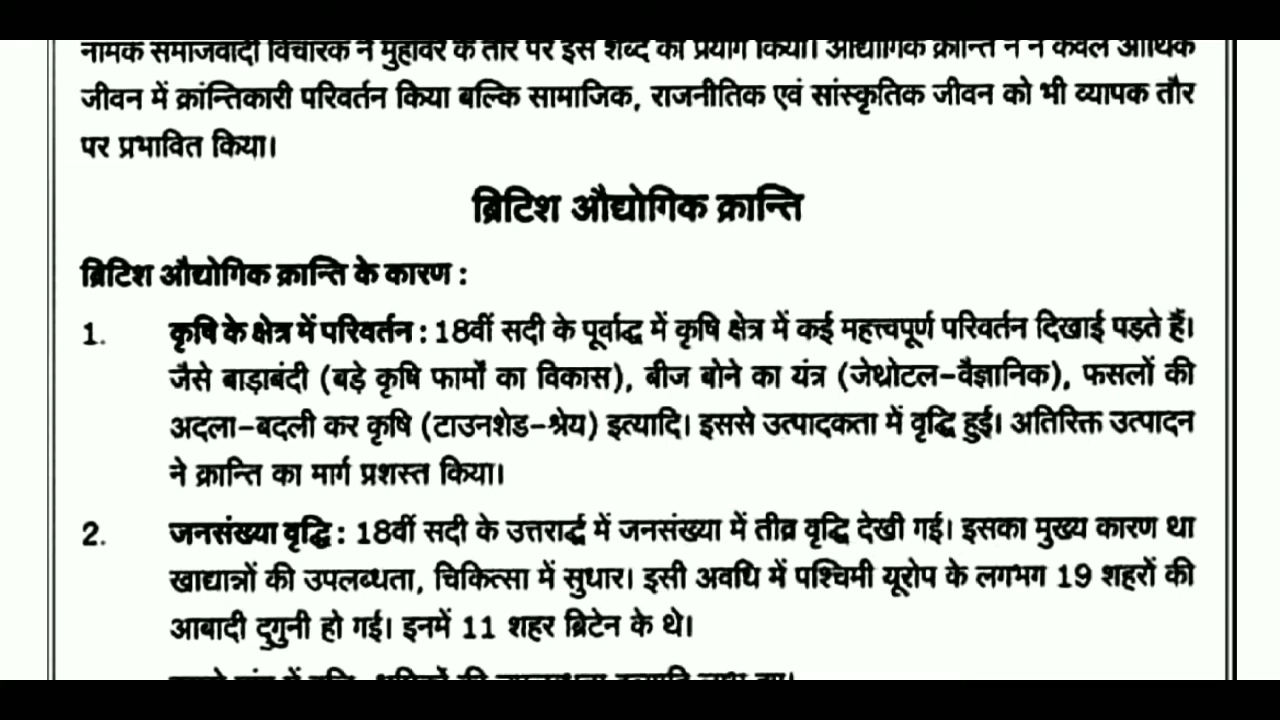 नामक समाजवादी विचारक ने मुहावरे के तौर पर इस शब्द का प्रयोग किया। औद्योगिक क्रान्ति ने न केवल आर्थिक
जीवन में क्रांन्तिकारी परिवर्तन किया बल्कि सामाजिक, राजनीतिक एवं सांस्कृतिक जीवन को भी व्यापक तौर
पर प्रभावित किया।
ब्रिटिश औद्योगिक क्रान्ति
ब्रिटिश औद्योगिक क्रान्ति के कारण :
1. कृषि के क्षेत्र में परिवर्तन : 18वीं सदी के पूर्वाद्ध में कृषि क्षेत्र में कई महत्त्वपूर्ण परिवर्तन दिखाई पड़ते हैं।
जैसे बाड़ाबंदी (बड़े कृषि फार्मों का विकास), बीज बोने का यंत्र (जेथ्रोटल-वैज्ञानिक), फसलों की
अदला-बदली कर कृषि (टाउनशेड-श्रेय) इत्यादि। इससे उत्पादकता में वृद्धि हुई। अतिरिक्त उत्पादन
ने क्रान्ति का मार्ग प्रशस्त किया।
2. जनसंख्या वृद्धि : 18वीं सदी के उत्तरार्द्ध में जनसंख्या में तीव्र वृद्धि देखी गई। इसका मुख्य कारण था
खाद्यान्नों की उपलब्धता, चिकित्सा में सुधार। इसी अवधि में पश्चिमी यूरोप के लगभग 19 शहरों की
आबादी दुगुनी हो गई। इनमें 11 शहर ब्रिटेन के थे।